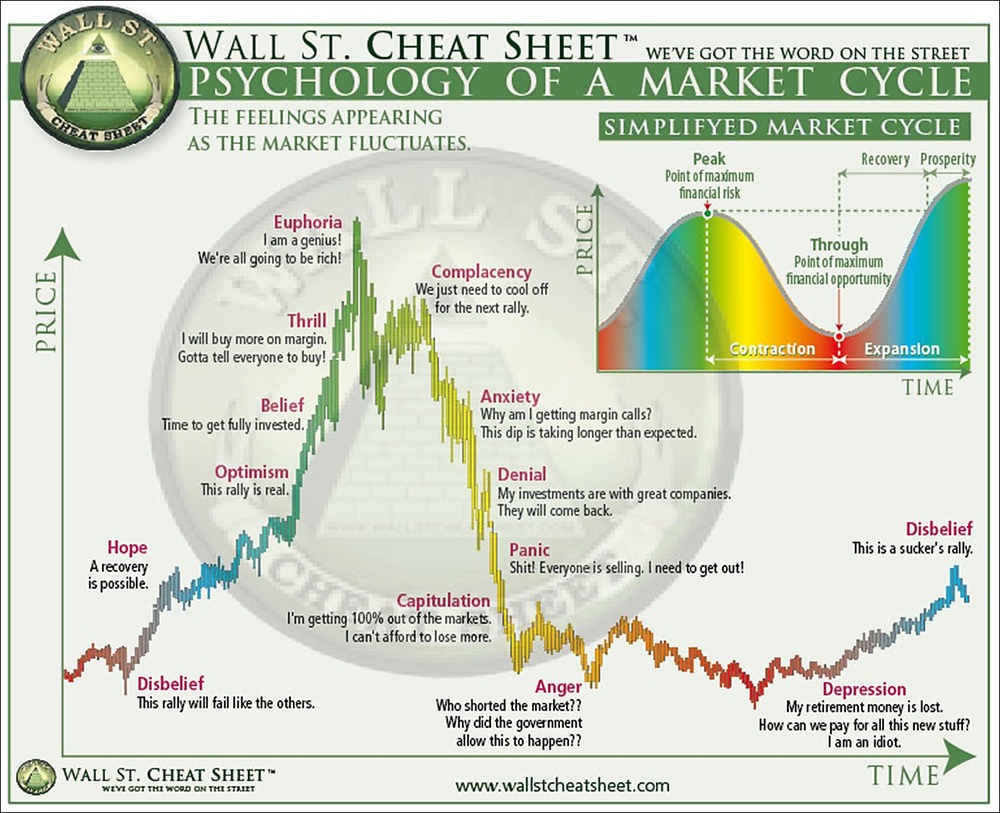 WALL ST.
CHEAT SHEET
WALL ST. CHEAT SHEET™ WE'VE GOT THE WORD ON THE STREET
PSYCHOLOGY OF A MARKET CYCLE
THE FEELINGS APPEARING
AS THE MARKET FLUCTUATES.
SIMPLIFYED MARKET CYCLE
Peak
Point of maximum
financial risk
Recovery
Prosperity
PRICE
Through
Point of maximum
financial opportunity
Contraction
Expansion
TIME
PRICE
Euphoria
I am a genius!
We're all going to be rich!
Complacency
We just need to cool off
for the next rally.
Thrill
I will buy more on margin.
Gotta tell everyone to buy!
Belief
Time to get fully invested.
Anxiety
Why am I getting margin calls?
This dip is taking longer than expected.
Optimism
This rally is real.
Denial
My investments are with great companies.
They will come back.
Hope
A recovery
is possible.
Panic
Shit! Everyone is selling. I need to get out!
Disbelief
This is a sucker's rally.
Capitulation
I'm getting 100% out of the markets.
I can't afford to lose more.
Disbelief
This rally will fail like the others.
Anger
Who shorted the market??
Why did the government
allow this to happen??
Depression
My retirement money is lost.
How can we pay for all this new stuff?
I am an idiot.
TIME
WALL ST.
CHEAT SHEET
WWW.WALLSTCHEATSHEET.COM
WALL ST. CHEAT SHEET™
WE'VE GOT THE WORD ON THE STREET
www.wallstcheatsheet.com